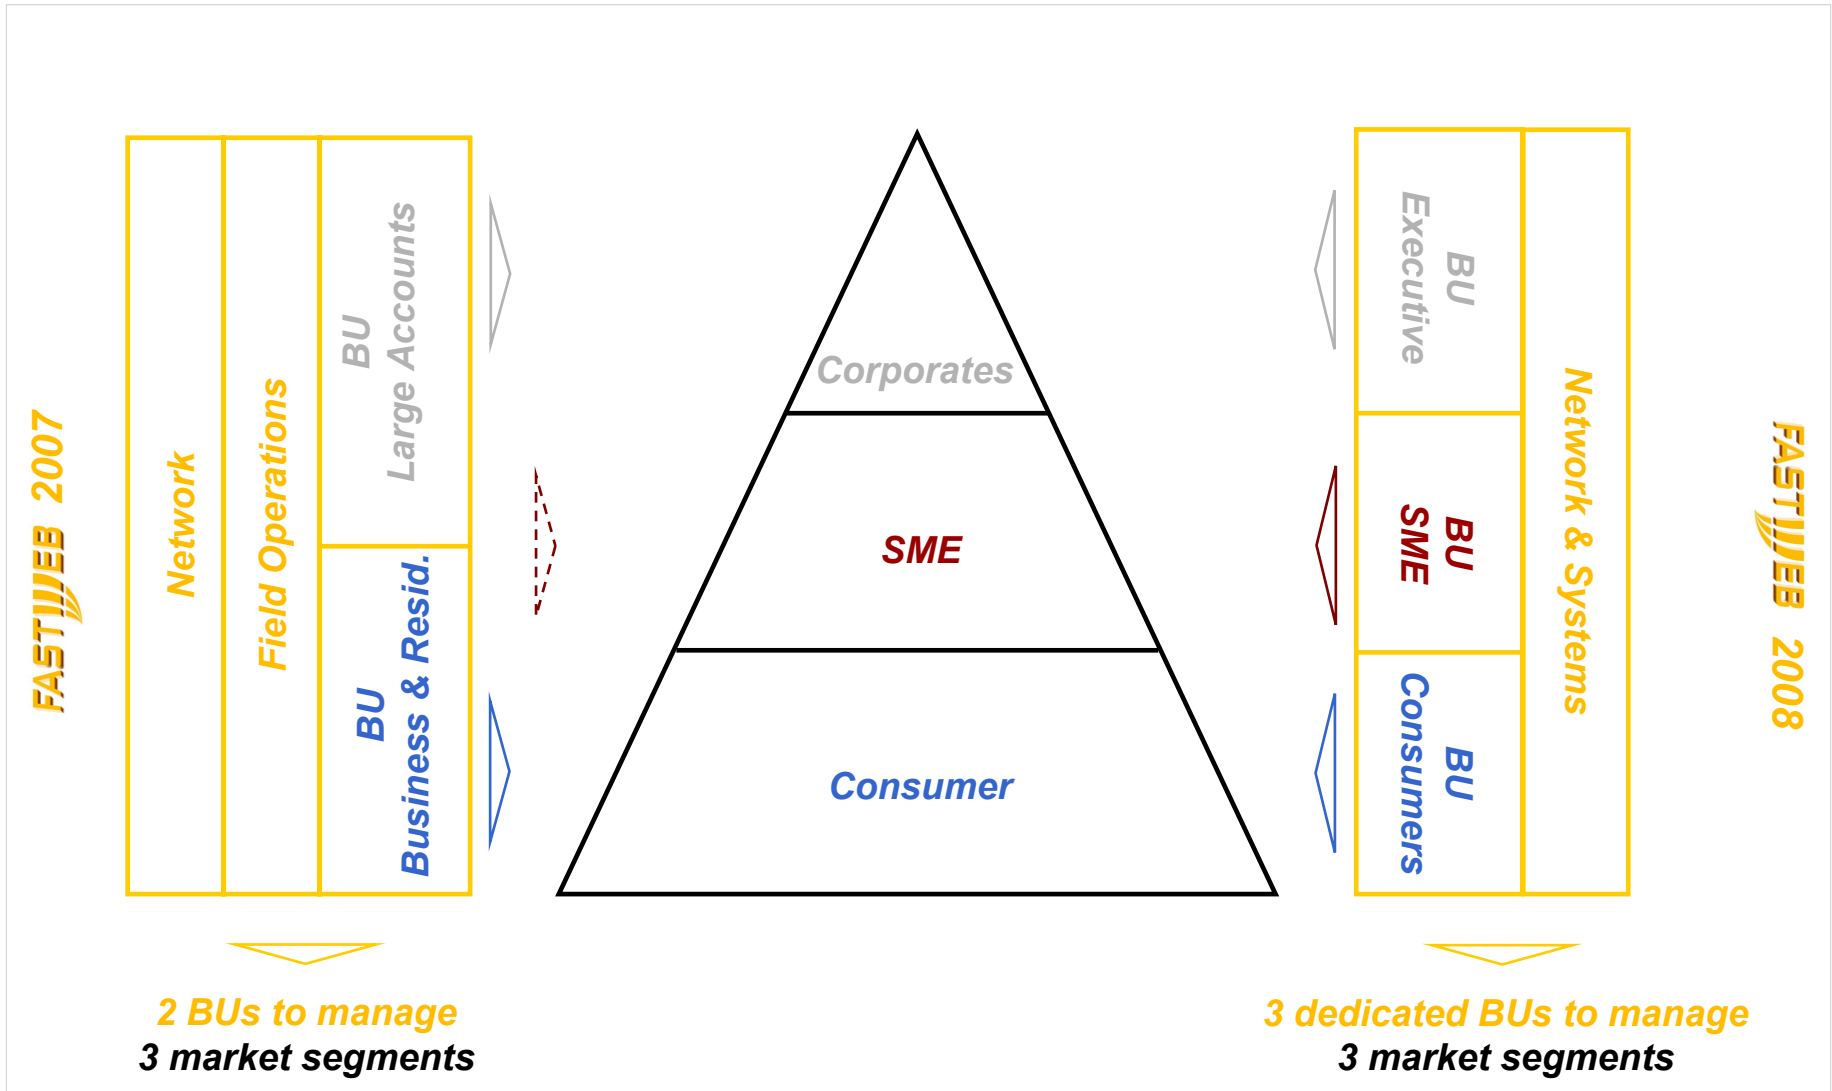 FASTWEB 2007
Network
Field Operations
BU
Large Accounts
BU
Business & Resid.
Corporates
SME
Consumer
BU
Executive
BU
SME
BU
Consumers
Network & Systems
FASTWEB 2008
2 BUs to manage
3 market segments
3 dedicated BUs to manage
3 market segments